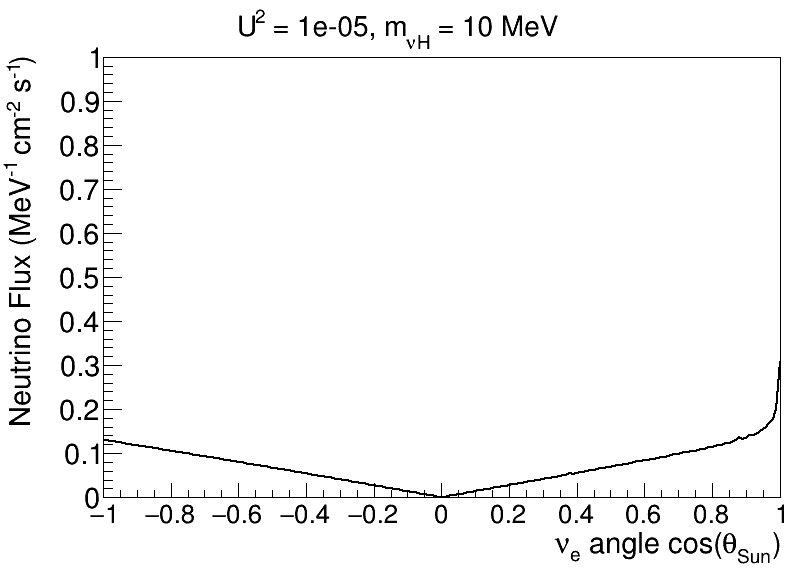 U² = 1e-05, mνH = 10 MeV
Neutrino Flux (MeV⁻¹ cm⁻² s⁻¹)
1
0.9
0.8
0.7
0.6
0.5
0.4
0.3
0.2
0.1
0
−1 −0.8 −0.6 −0.4 −0.2 0 0.2 0.4 0.6 0.8 1
νe angle cos(θSun)